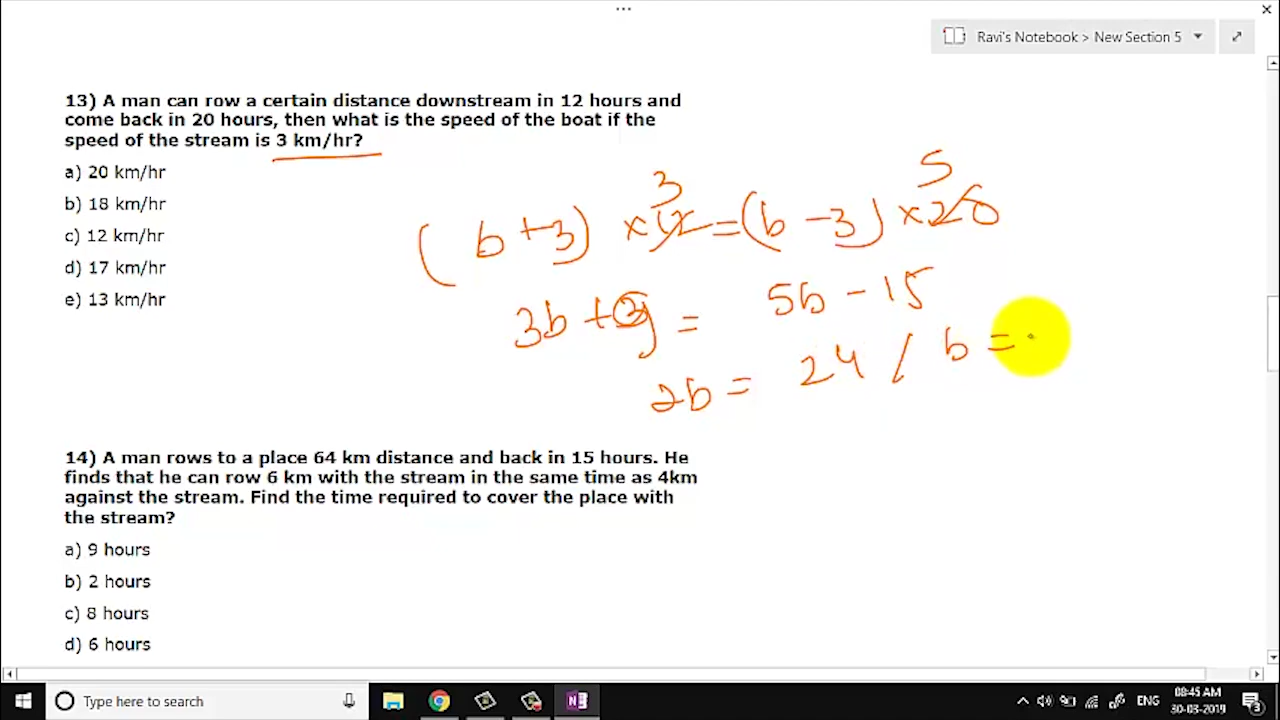 Ravi's Notebook > New Section 5
13) A man can row a certain distance downstream in 12 hours and
come back in 20 hours, then what is the speed of the boat if the
speed of the stream is 3 km/hr?
a) 20 km/hr
b) 18 km/hr
c) 12 km/hr
d) 17 km/hr
e) 13 km/hr
3 5
(b+3) ×12=(b-3) ×20
3b + 9 = 5b - 15
2b = 24 / b =
14) A man rows to a place 64 km distance and back in 15 hours. He
finds that he can row 6 km with the stream in the same time as 4km
against the stream. Find the time required to cover the place with
the stream?
a) 9 hours
b) 2 hours
c) 8 hours
d) 6 hours
Type here to search
ENG
08:45 AM
30-03-2019
3